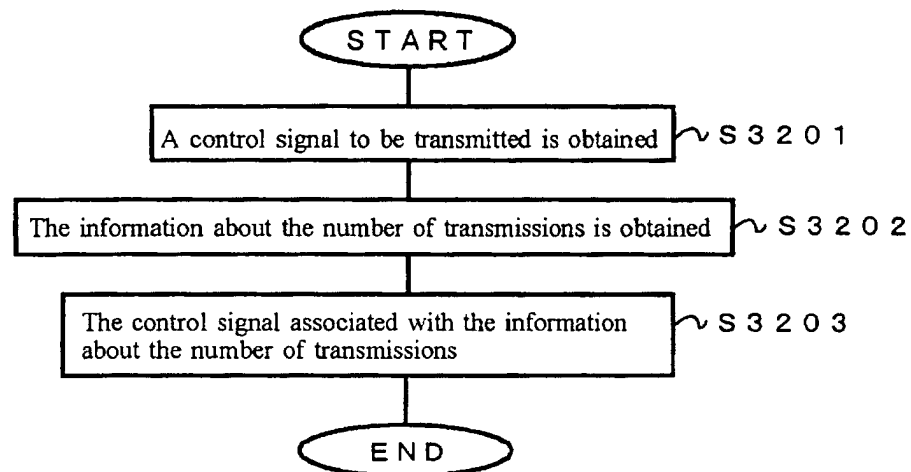 START
A control signal to be transmitted is obtained
S3201
The information about the number of transmissions is obtained
S3202
The control signal associated with the information
about the number of transmissions
S3203
END